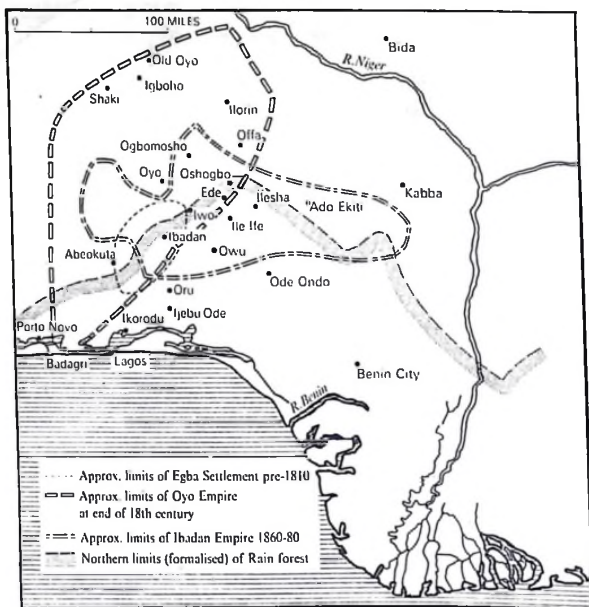 0 100 MILES
Bida
Old Oyo
R. Niger
Igboho
Shaki
Ilorin
Offa
Ogbomosho
Oyo
Oshogbo
Kabba
Ede
Ilesha
"Ado Ekiti
Iwo
Ile Ife
Ibadan
Owu
Abeokuta
Ode Ondo
Oru
Ikorodu
Ijebu Ode
Porto Novo
Badagri
Lagos
Benin City
R. Benin
Approx. limits of Egba Settlement pre-1810
Approx. limits of Oyo Empire
at end of 18th century
Approx. limits of Ibadan Empire 1860-80
Northern limits (formalised) of Rain forest